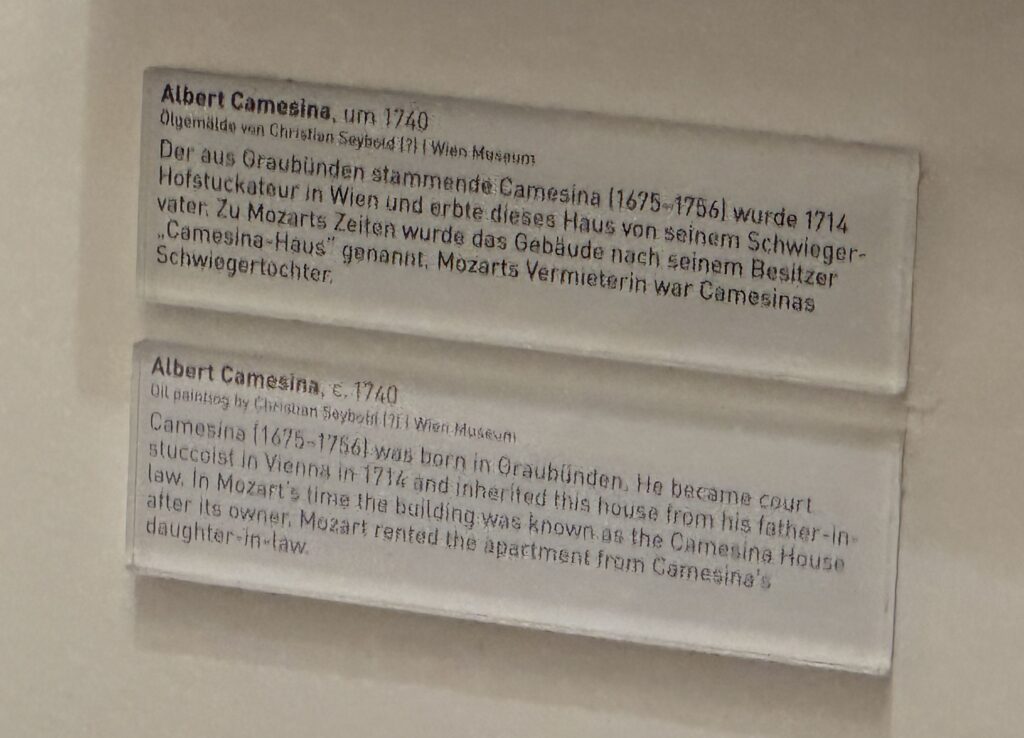 Albert Camesina, um 1740
Ölgemälde von Christian Seybold (?) | Wien Museum
Der aus Graubünden stammende Camesina (1675–1756) wurde 1714
Hofstuckateur in Wien und erbte dieses Haus von seinem Schwieger-
vater. Zu Mozarts Zeiten wurde das Gebäude nach seinem Besitzer
„Camesina-Haus“ genannt. Mozarts Vermieterin war Camesinas
Schwiegertochter.
Albert Camesina, c. 1740
Oil painting by Christian Seybold (?) | Wien Museum
Camesina (1675–1756) was born in Graubünden. He became court
stuccoist in Vienna in 1714 and inherited this house from his father-in-
law. In Mozart's time the building was known as the Camesina House
after its owner. Mozart rented the apartment from Camesina's
daughter-in-law.